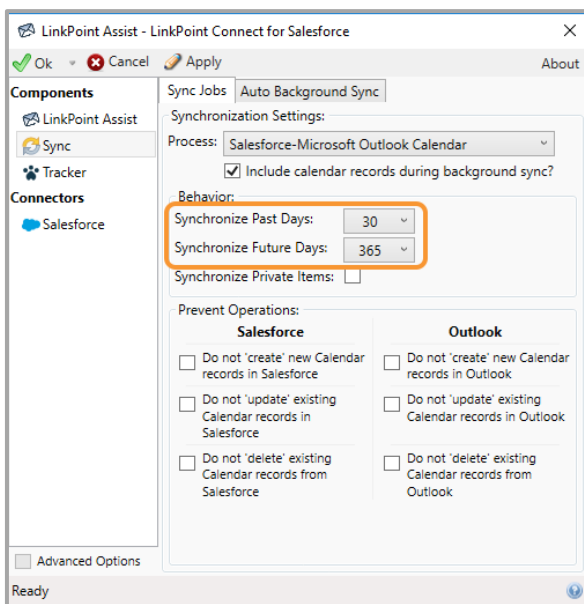 LinkPoint Assist - LinkPoint Connect for Salesforce
Ok Cancel Apply About
Components
LinkPoint Assist
Sync
Tracker
Connectors
Salesforce
Advanced Options
Sync Jobs Auto Background Sync
Synchronization Settings:
Process: Salesforce-Microsoft Outlook Calendar
Include calendar records during background sync?
Behavior:
Synchronize Past Days: 30
Synchronize Future Days: 365
Synchronize Private Items:
Prevent Operations:
Salesforce
Do not 'create' new Calendar
records in Salesforce
Do not 'update' existing
Calendar records in
Salesforce
Do not 'delete' existing
Calendar records from
Salesforce
Outlook
Do not 'create' new Calendar
records in Outlook
Do not 'update' existing
Calendar records in Outlook
Do not 'delete' existing
Calendar records from
Outlook
Ready